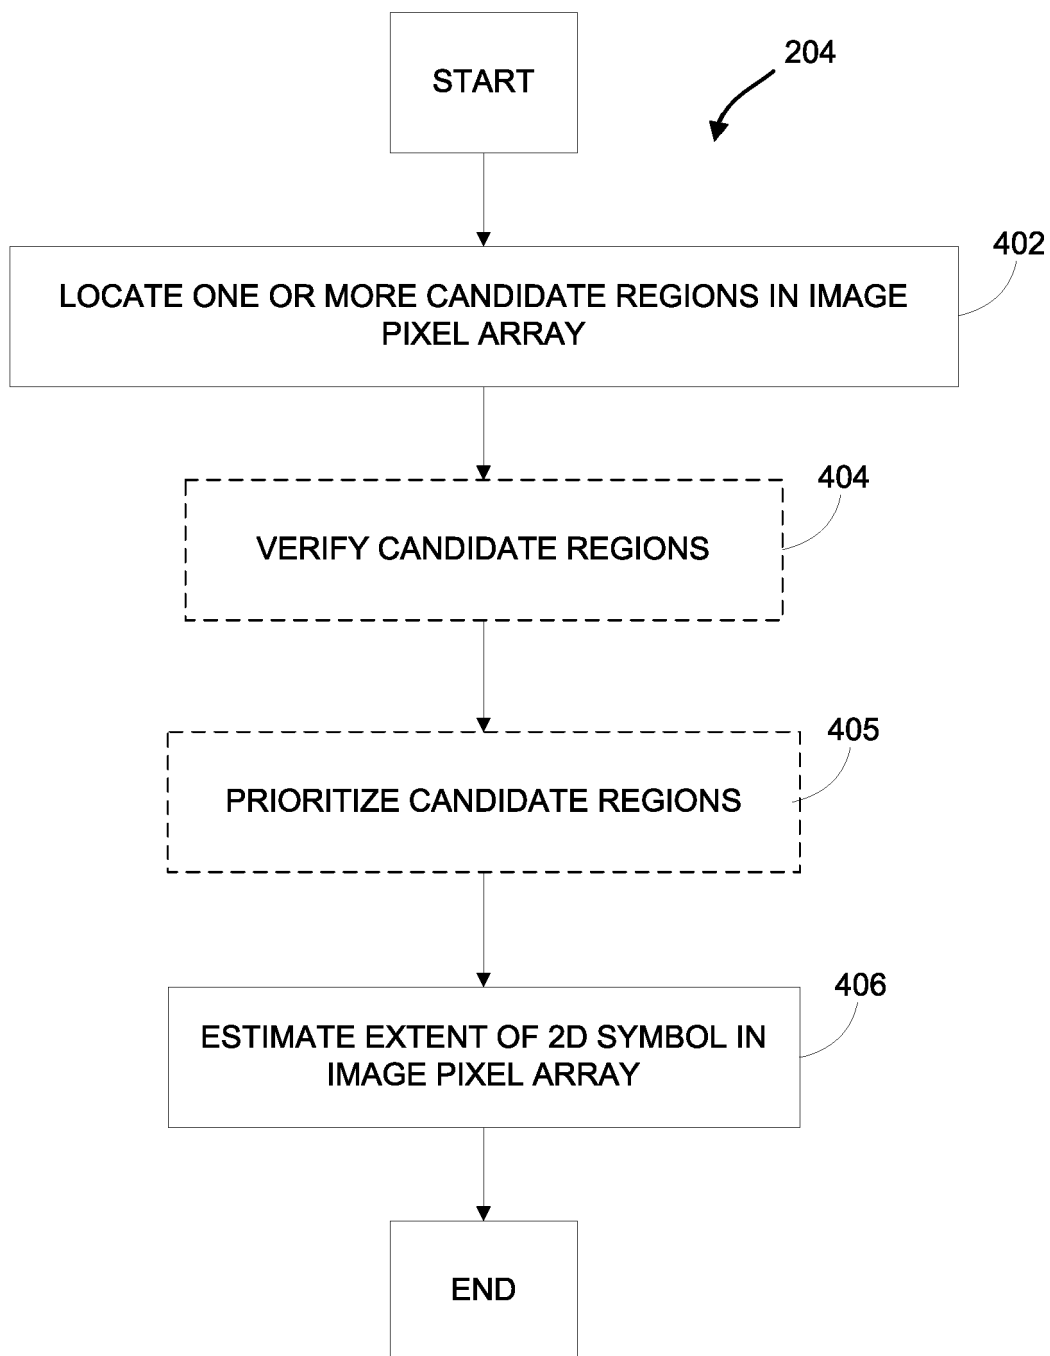 START
204
402
LOCATE ONE OR MORE CANDIDATE REGIONS IN IMAGE
PIXEL ARRAY
404
VERIFY CANDIDATE REGIONS
405
PRIORITIZE CANDIDATE REGIONS
406
ESTIMATE EXTENT OF 2D SYMBOL IN
IMAGE PIXEL ARRAY
END